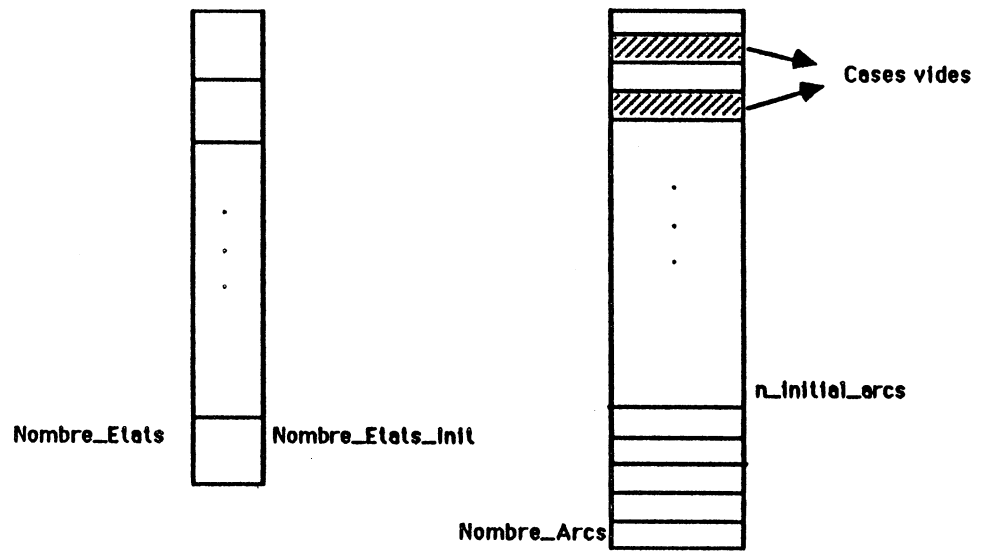 Cases vides
n_initial_arcs
Nombre_Etats
Nombre_Etats_Init
Nombre_Arcs